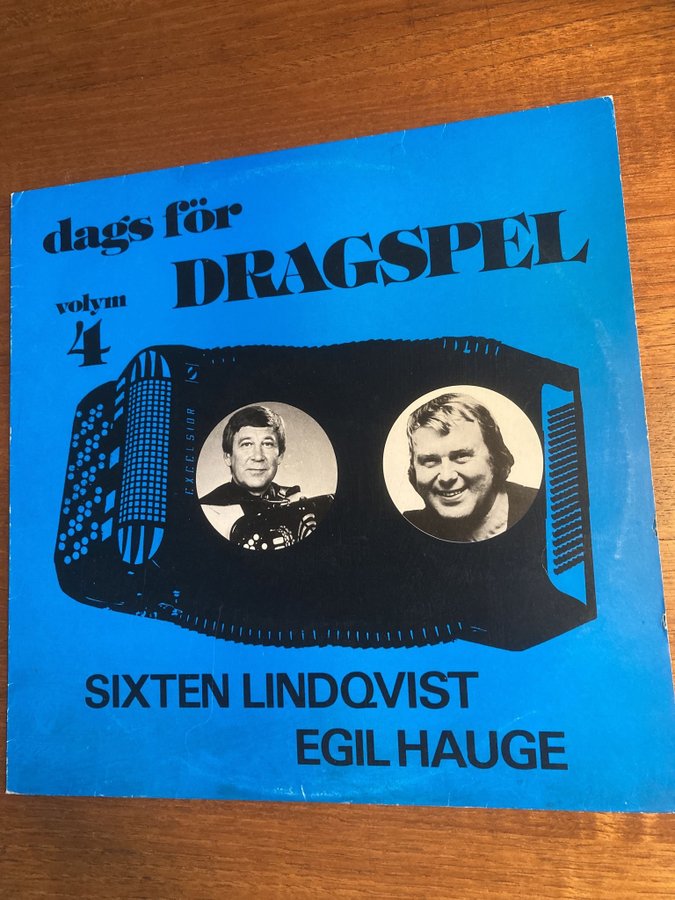 dags för
DRAGSPEL
volym
4
EXCELSIOR
SIXTEN LINDQVIST
EGIL HAUGE